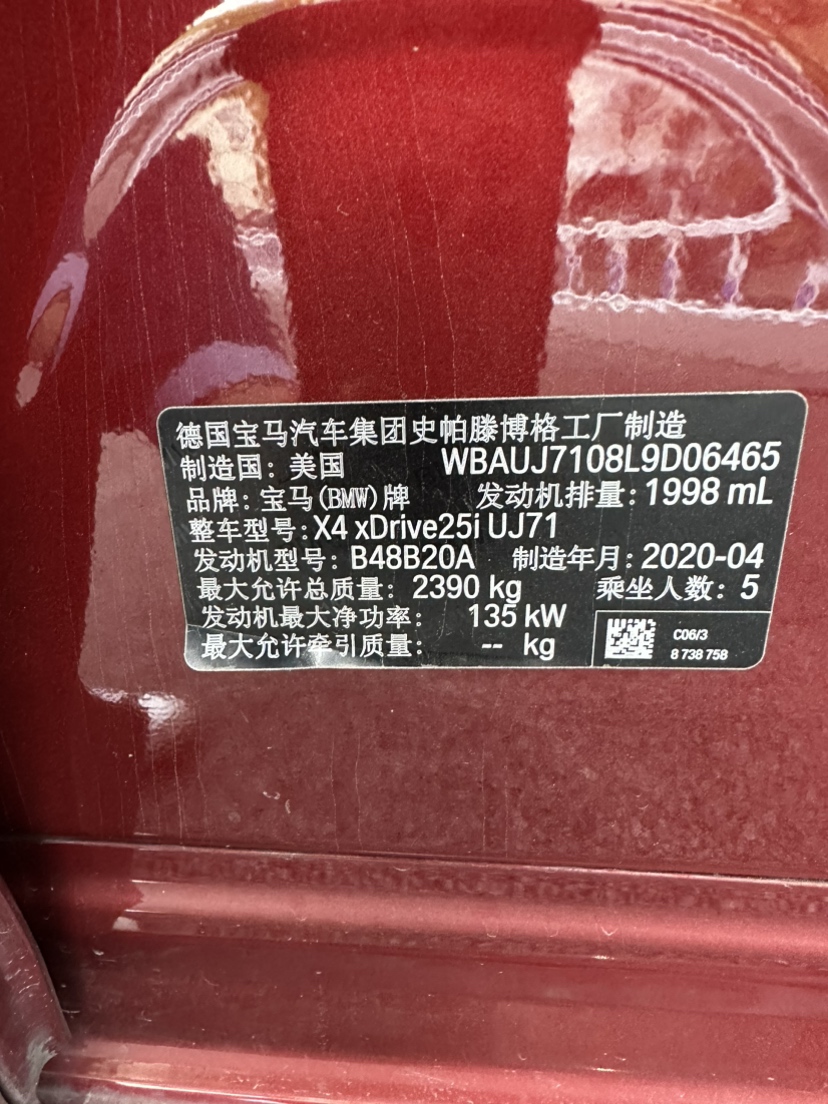 德国宝马汽车集团史帕滕博格工厂制造
制造国: 美国 WBAUJ7108L9D06465
品牌: 宝马(BMW)牌 发动机排量: 1998 mL
整车型号: X4 xDrive25i UJ71
发动机型号: B48B20A 制造年月: 2020-04
最大允许总质量: 2390 kg 乘坐人数: 5
发动机最大净功率: 135 kW
最大允许牵引质量: -- kg
C06/3
8 738 758